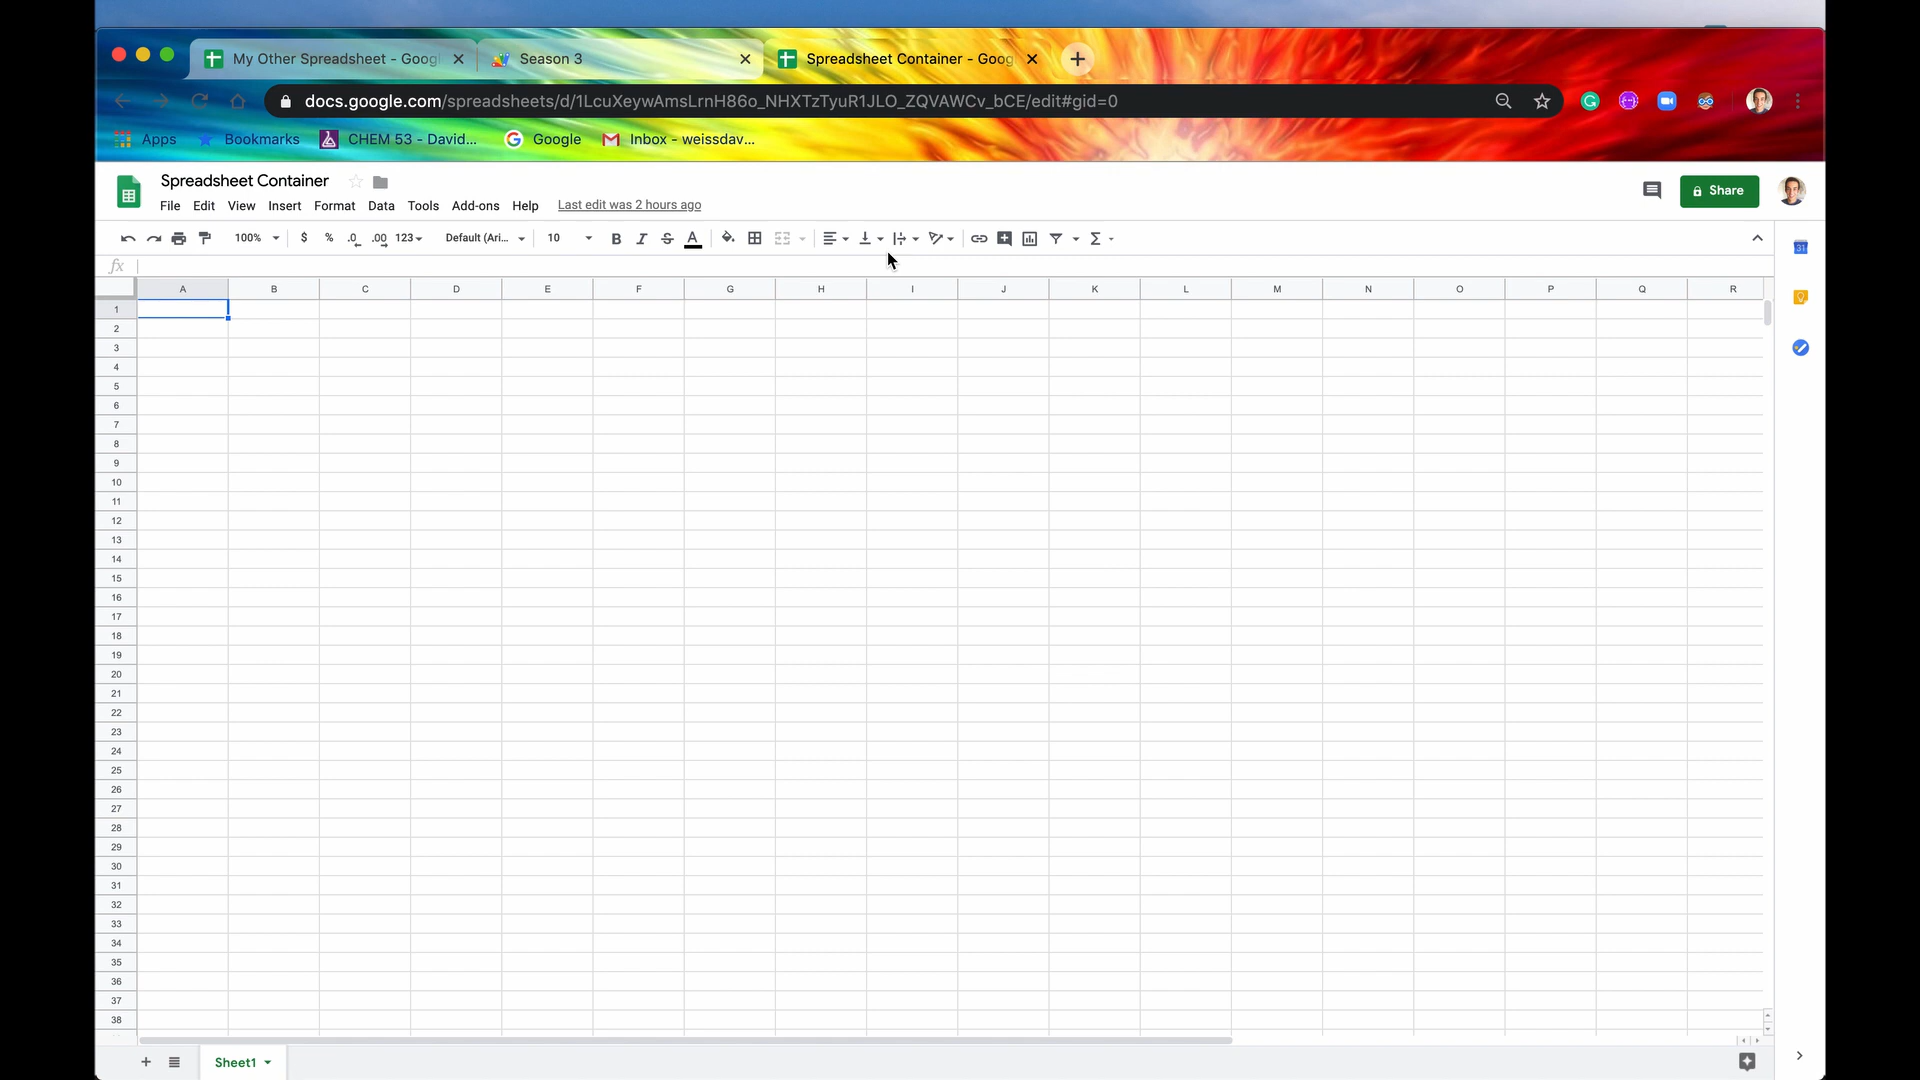 My Other Spreadsheet - Goog
Season 3
Spreadsheet Container - Goog
docs.google.com/spreadsheets/d/1LcuXeywAmsLrnH86o_NHXTzTyuR1JLO_ZQVAWCv_bCE/edit#gid=0
Apps
Bookmarks
CHEM 53 - David...
Google
Inbox - weissdav...
Spreadsheet Container
Share
File Edit View Insert Format Data Tools Add-ons Help Last edit was 2 hours ago
100% $ % .0 .00 123 Default (Ari... 10 B I S A Σ
fx
A B C D E F G H I J K L M N O P Q R
1
2
3
4
5
6
7
8
9
10
11
12
13
14
15
16
17
18
19
20
21
22
23
24
25
26
27
28
29
30
31
32
33
34
35
36
37
38
Sheet1